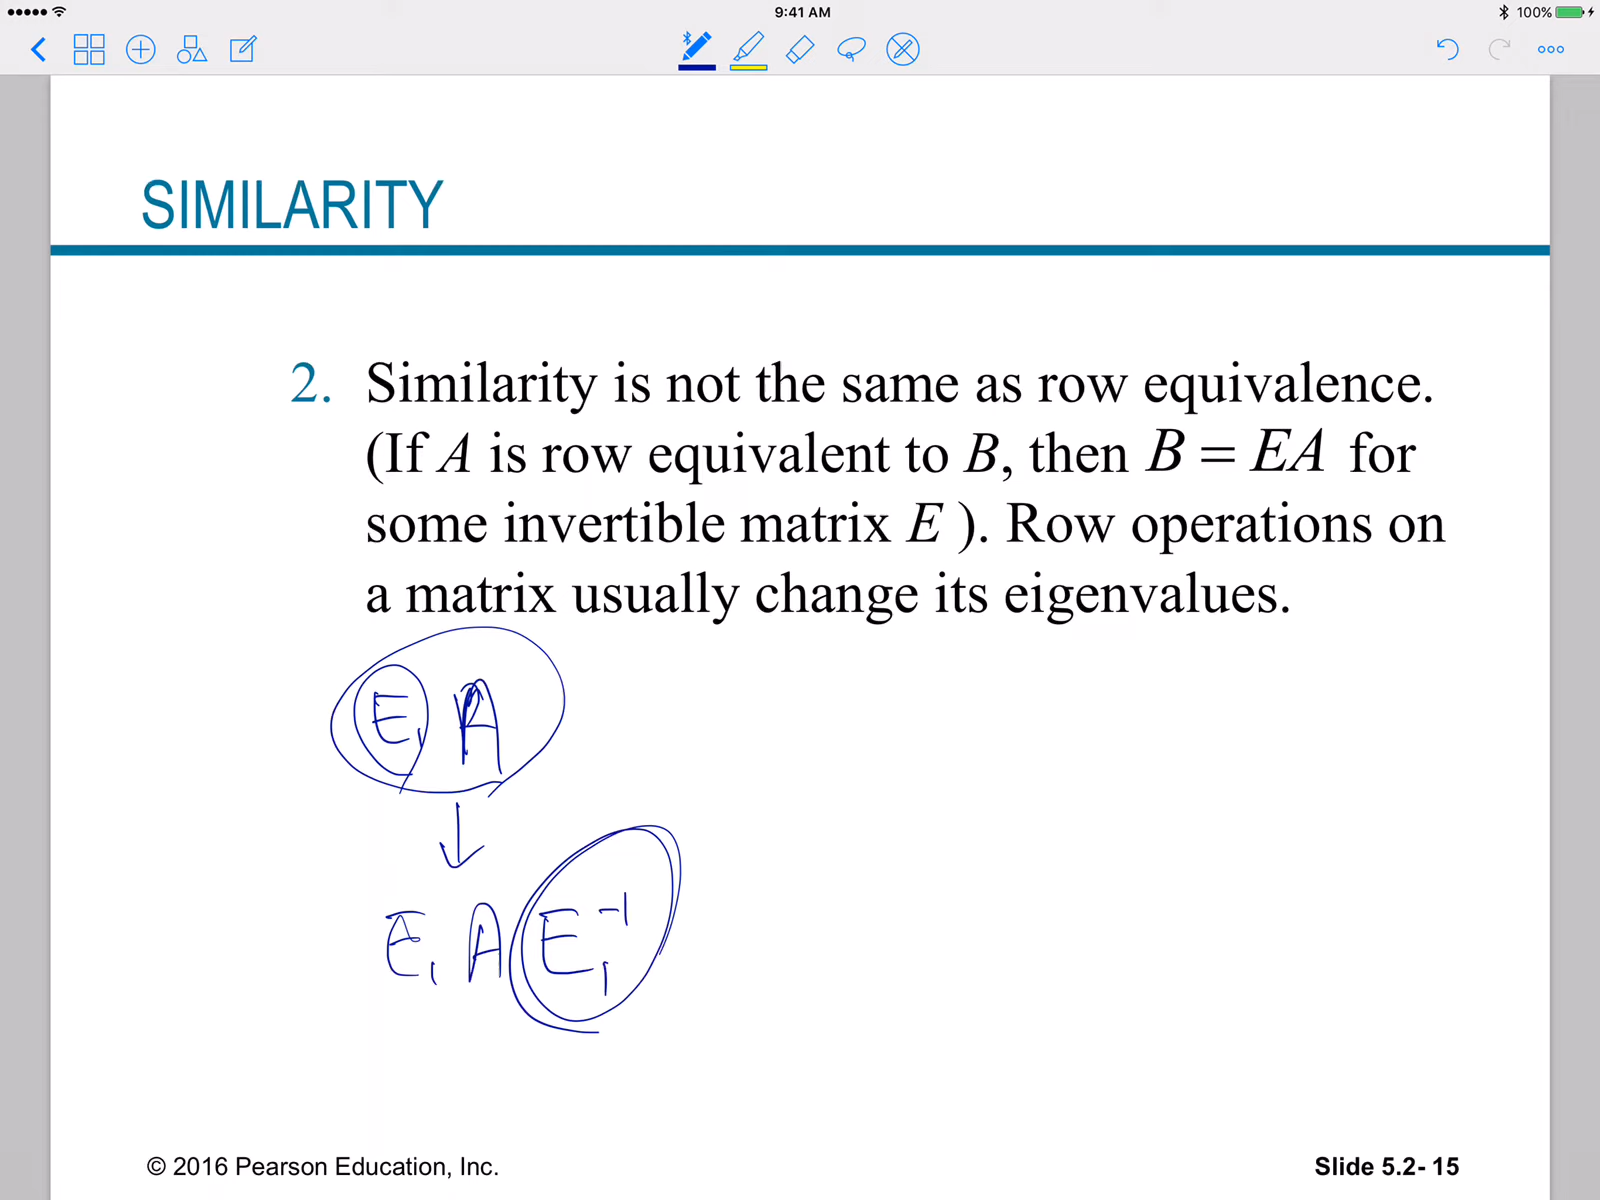 9:41 AM
100%
SIMILARITY
2. Similarity is not the same as row equivalence.
(If A is row equivalent to B, then B = EA for
some invertible matrix E ). Row operations on
a matrix usually change its eigenvalues.
E₁ A
↓
E₁ A E₁⁻¹
© 2016 Pearson Education, Inc.
Slide 5.2- 15